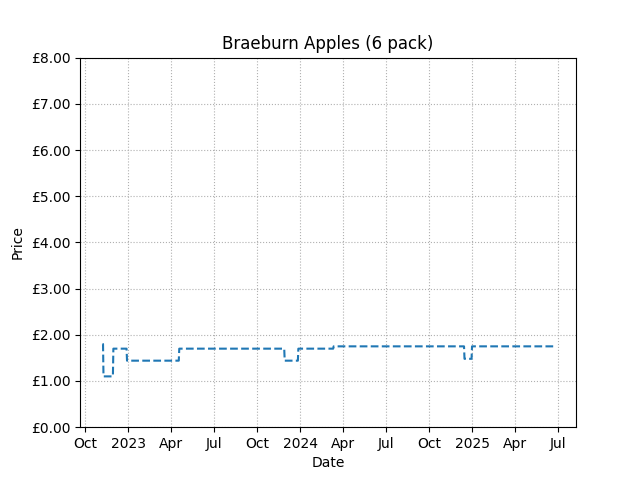 Braeburn Apples (6 pack)
£8.00
£7.00
£6.00
£5.00
£4.00
£3.00
£2.00
£1.00
£0.00
Price
Oct 2023 Apr Jul Oct 2024 Apr Jul Oct 2025 Apr Jul
Date